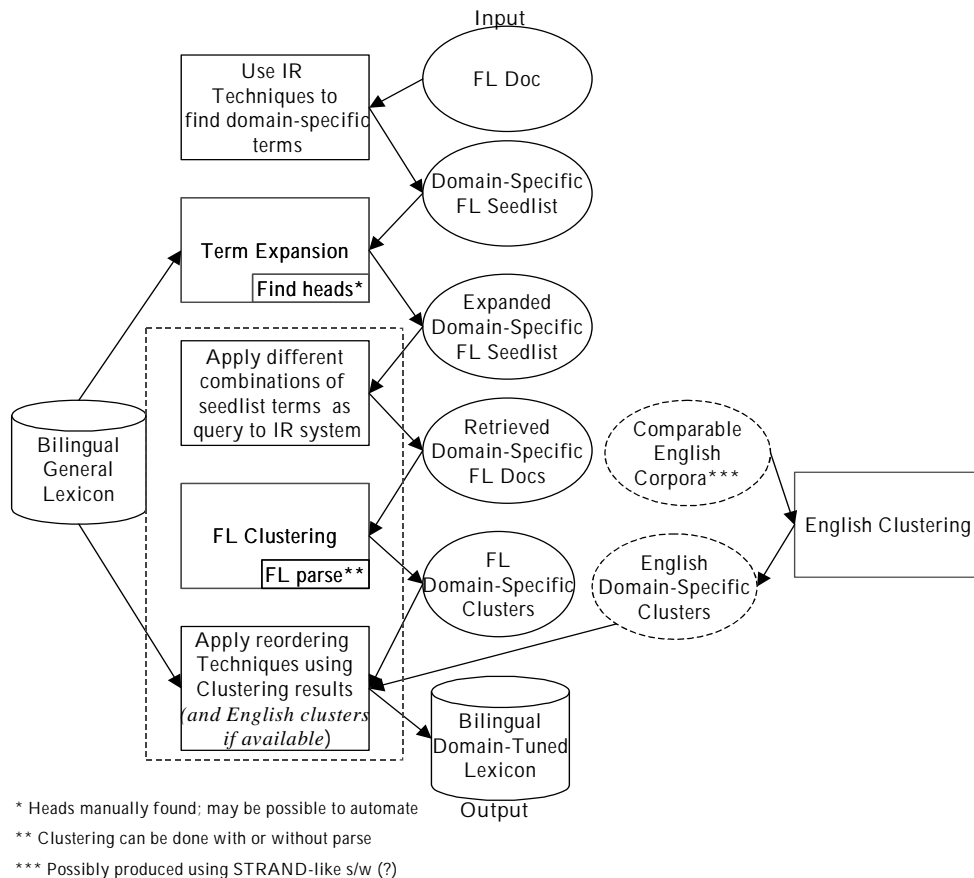 Input
FL Doc
Use IR
Techniques to
find domain-specific
terms
Domain-Specific
FL Seedlist
Term Expansion
Find heads*
Expanded
Domain-Specific
FL Seedlist
Apply different
combinations of
seedlist terms as
query to IR system
Bilingual
General
Lexicon
Retrieved
Domain-Specific
FL Docs
Comparable
English
Corpora***
English Clustering
FL Clustering
FL parse**
FL
Domain-Specific
Clusters
English
Domain-Specific
Clusters
Apply reordering
Techniques using
Clustering results
(and English clusters
if available)
Bilingual
Domain-Tuned
Lexicon
Output
* Heads manually found; may be possible to automate
** Clustering can be done with or without parse
*** Possibly produced using STRAND-like s/w (?)